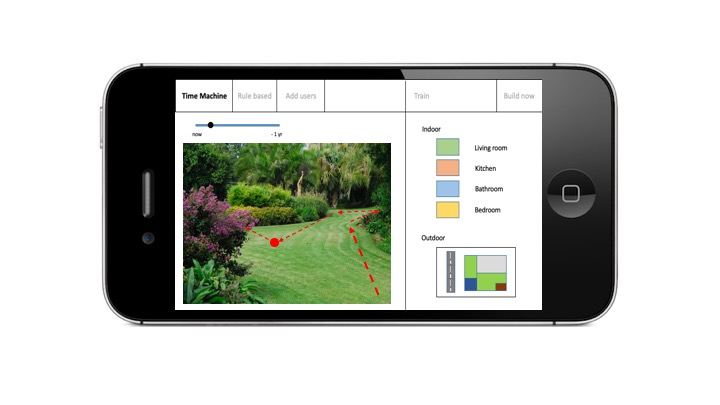 Time Machine Rule based Add users Train Build now
now - 1 yr
Indoor
Living room
Kitchen
Bathroom
Bedroom
Outdoor